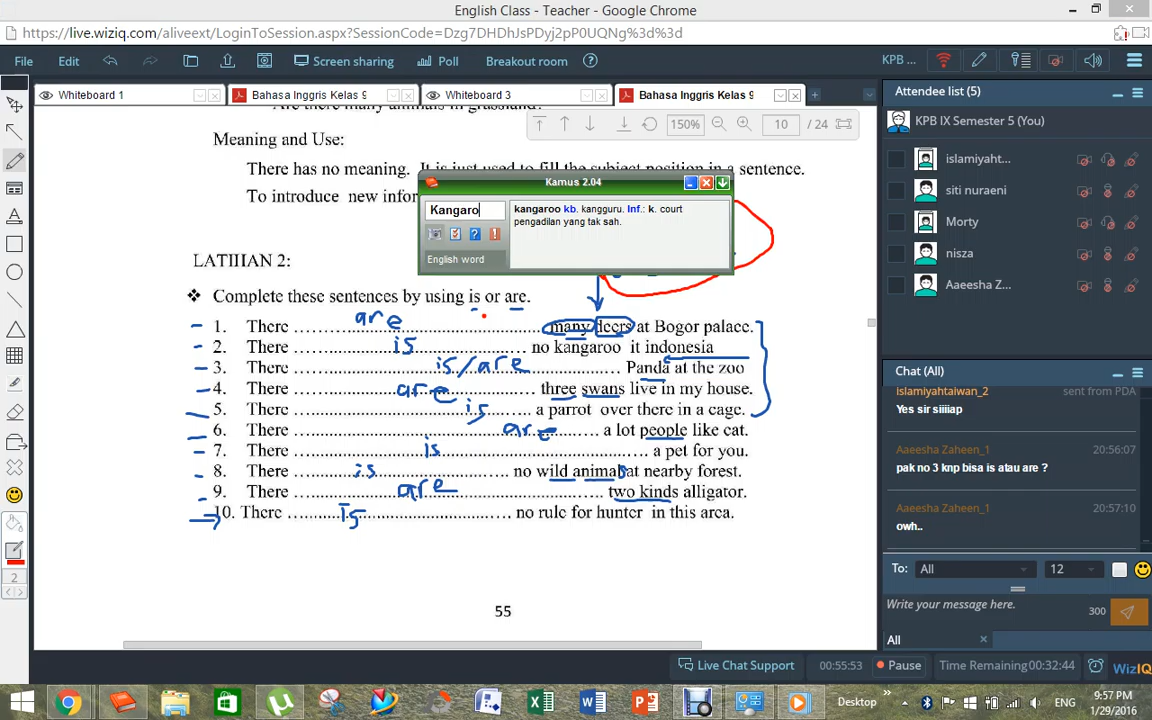 English Class - Teacher - Google Chrome
https://live.wiziq.com/aliveext/LoginToSession.aspx?SessionCode=Dzg7DHDhJsPDyj2pP0UQNg%3d%3d
File Edit Screen sharing Poll Breakout room KPB ...
Whiteboard 1 Bahasa Inggris Kelas 9 Whiteboard 3 Bahasa Inggris Kelas 9
Attendee list (5)
KPB IX Semester 5 (You)
islamiyaht...
siti nuraeni
Morty
nisza
Aaeesha Z...
150% 10 / 24
Are there many animals in grassland?
Meaning and Use:
There has no meaning. It is just used to fill the subject position in a sentence.
To introduce new infor
Kamus 2.04
Kangaro
kangaroo kb. kangguru. Inf.: k. court
pengadilan yang tak sah.
English word
LATIHAN 2:
❖ Complete these sentences by using is or are.
1. There ........are........ many deers at Bogor palace.
2. There ........is........ no kangaroo it indonesia
3. There ........is/are........ Panda at the zoo
4. There ........are........ three swans live in my house.
5. There ........is........ a parrot over there in a cage.
6. There ........are........ a lot people like cat.
7. There ........is........ a pet for you.
8. There ........is........ no wild animals at nearby forest.
9. There ........are........ two kinds alligator.
10. There ........is........ no rule for hunter in this area.
55
Chat (All)
islamiyahtaiwan_2 sent from PDA
Yes sir siiiiap
Aaeesha Zaheen_1 20:56:07
pak no 3 knp bisa is atau are ?
Aaeesha Zaheen_1 20:57:10
owh..
To: All 12
Write your message here. 300
All
Live Chat Support 00:55:53 Pause Time Remaining 00:32:44 WizIQ
2
Desktop ENG 9:57 PM
1/29/2016